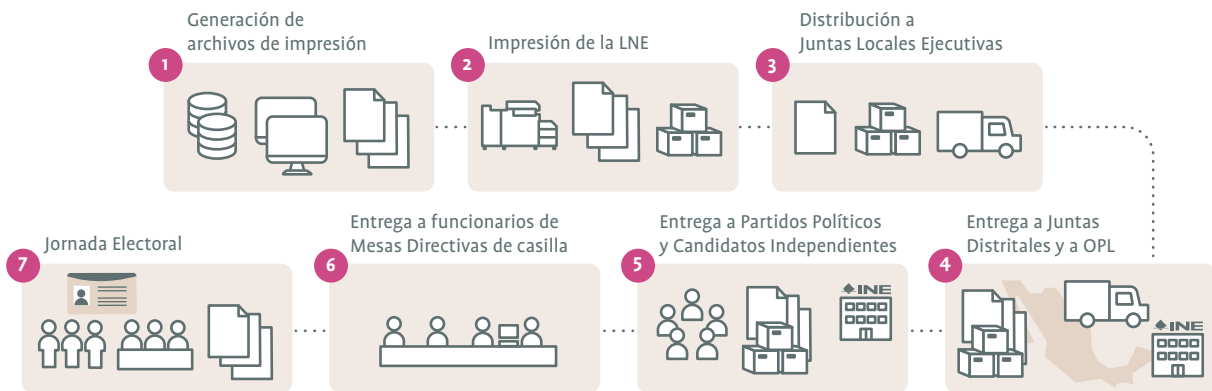 1
Generación de
archivos de impresión
2
Impresión de la LNE
3
Distribución a
Juntas Locales Ejecutivas
4
Entrega a Juntas
Distritales y a OPL
INE
5
Entrega a Partidos Políticos
y Candidatos Independientes
INE
6
Entrega a funcionarios de
Mesas Directivas de casilla
7
Jornada Electoral